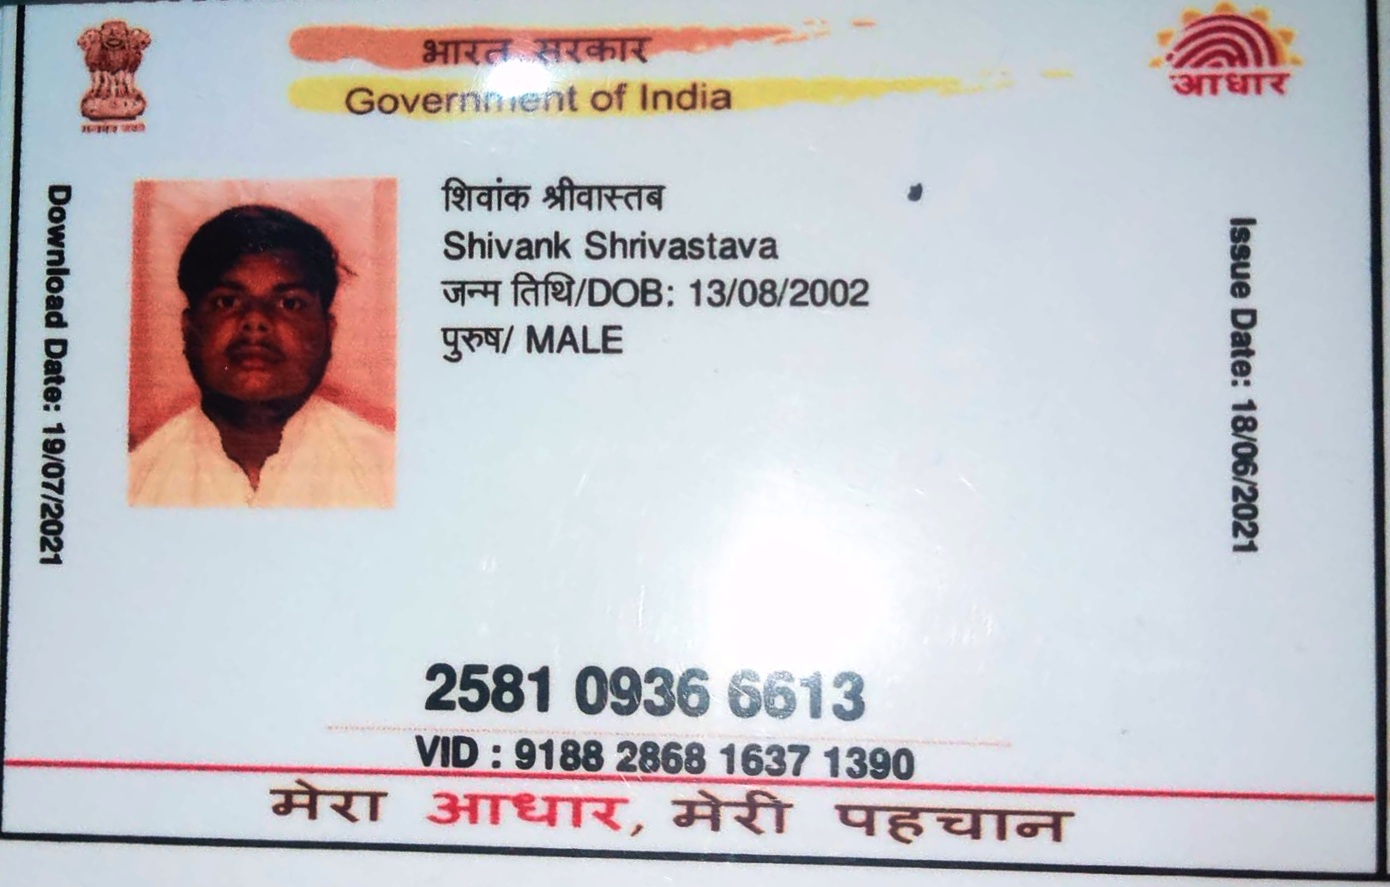 भारत सरकार
Government of India
आधार
Download Date: 19/07/2021
शिवांक श्रीवास्तब
Shivank Shrivastava
जन्म तिथि/DOB: 13/08/2002
पुरुष/ MALE
Issue Date: 18/06/2021
2581 0936 6613
VID : 9188 2868 1637 1390
मेरा आधार, मेरी पहचान